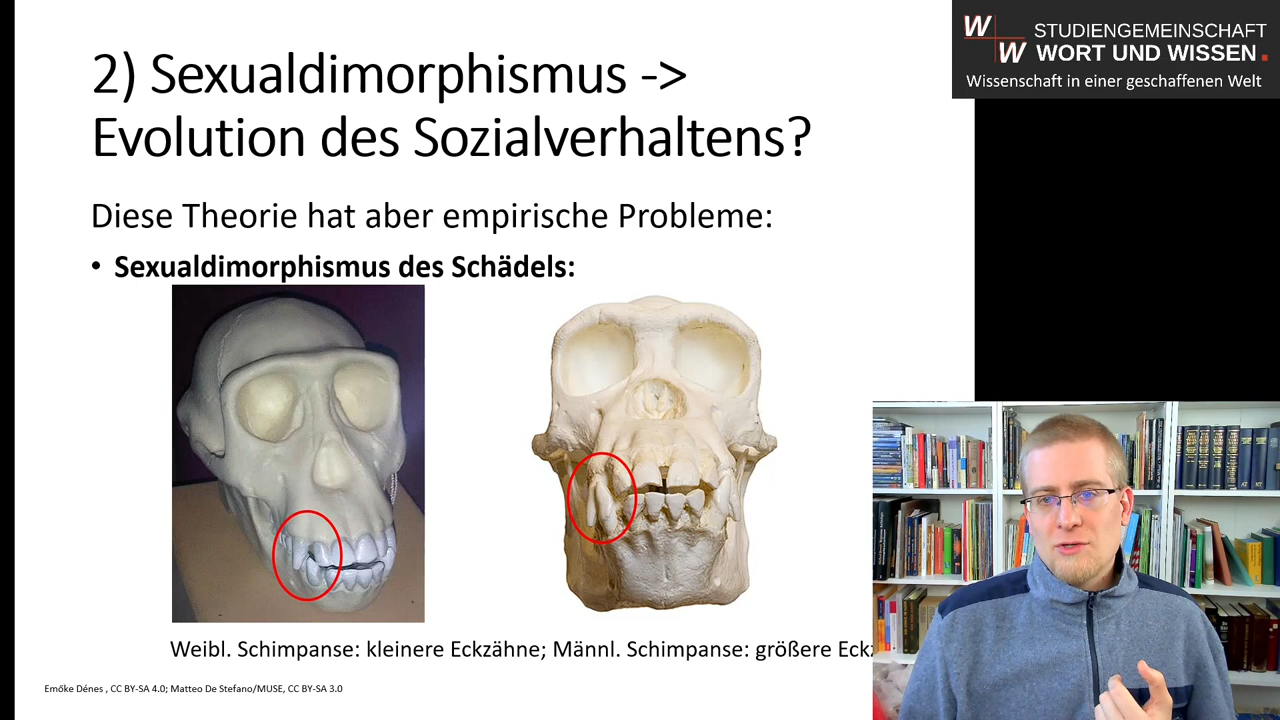 2) Sexualdimorphismus ->
Evolution des Sozialverhaltens?
Diese Theorie hat aber empirische Probleme:
• Sexualdimorphismus des Schädels:
Weibl. Schimpanse: kleinere Eckzähne; Männl. Schimpanse: größere
Emőke Dénes , CC BY-SA 4.0; Matteo De Stefano/MUSE, CC BY-SA 3.0
W
W
STUDIENGEMEINSCHAFT
WORT UND WISSEN.
Wissenschaft in einer geschaffenen Welt